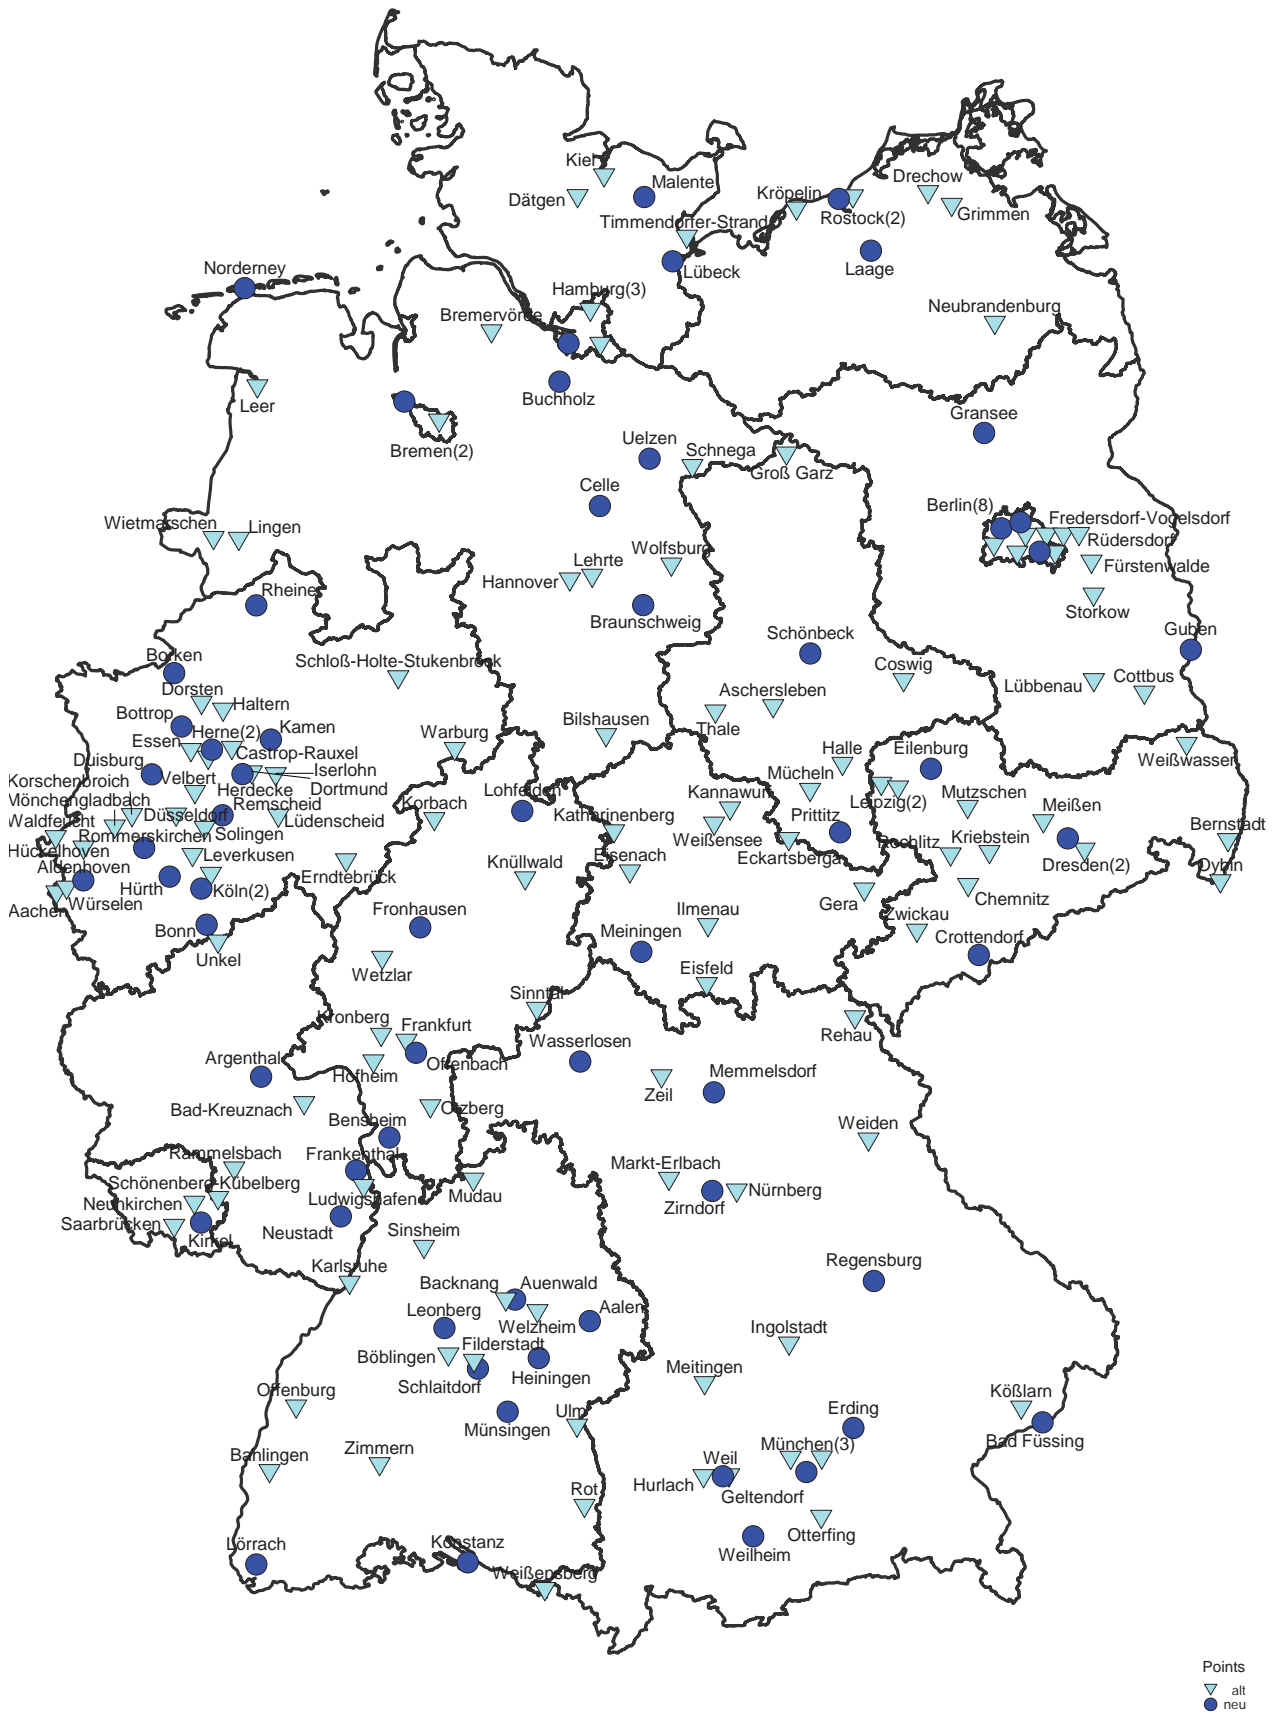 Kiel
Malente
Dätgen
Drechow
Kröpelin
Grimmen
Rostock(2)
Timmendorfer-Strand
Lübeck
Laage
Norderney
Hamburg(3)
Bremervörde
Neubrandenburg
Leer
Buchholz
Gransee
Bremen(2)
Uelzen
Schnega
Groß Garz
Celle
Berlin(8)
Fredersdorf-Vogelsdorf
Wietmarschen
Lingen
Rüdersdorf
Wolfsburg
Lehrte
Hannover
Fürstenwalde
Rheine
Storkow
Braunschweig
Guben
Schönbeck
Borken
Schloß-Holte-Stukenbrock
Coswig
Cottbus
Lübbenau
Dorsten
Haltern
Aschersleben
Bottrop
Bilshausen
Thale
Essen
Herne(2)
Kamen
Warburg
Castrop-Rauxel
Halle
Eilenburg
Weißwasser
Duisburg
Velbert
Iserlohn
Herdecke
Dortmund
Mücheln
Korschenbroich
Lohfelden
Kannawurf
Leipzig(2)
Mutzschen
Mönchengladbach
Remscheid
Korbach
Meißen
Düsseldorf
Waldfeucht
Lüdenscheid
Katharinenberg
Prittitz
Bernstadt
Rommerskirchen
Solingen
Weißensee
Rochlitz
Kriebstein
Hückelhoven
Leverkusen
Eisenach
Eckartsberga
Dresden(2)
Aldenhoven
Knüllwald
Dybin
Erndtebrück
Hürth
Köln(2)
Chemnitz
Würselen
Gera
Aachen
Fronhausen
Ilmenau
Zwickau
Bonn
Meiningen
Crottendorf
Unkel
Wetzlar
Eisfeld
Sinntal
Kronberg
Frankfurt
Rehau
Wasserlosen
Argenthal
Offenbach
Hofheim
Memmelsdorf
Zeil
Bad-Kreuznach
Otzberg
Bensheim
Weiden
Rammelsbach
Frankenthal
Markt-Erlbach
Schönenberg-Kübelberg
Nürnberg
Neunkirchen
Ludwigshafen
Mudau
Zirndorf
Saarbrücken
Neustadt
Sinsheim
Kirkel
Regensburg
Karlsruhe
Backnang
Auenwald
Leonberg
Aalen
Welzheim
Ingolstadt
Filderstadt
Böblingen
Meitingen
Heiningen
Schlaitdorf
Offenburg
Kößlarn
Erding
Ulm
Münsingen
Bad Füssing
München(3)
Zimmern
Bahlingen
Weil
Hurlach
Rot
Geltendorf
Otterfing
Lörrach
Konstanz
Weilheim
Weißensberg
Points
alt
neu